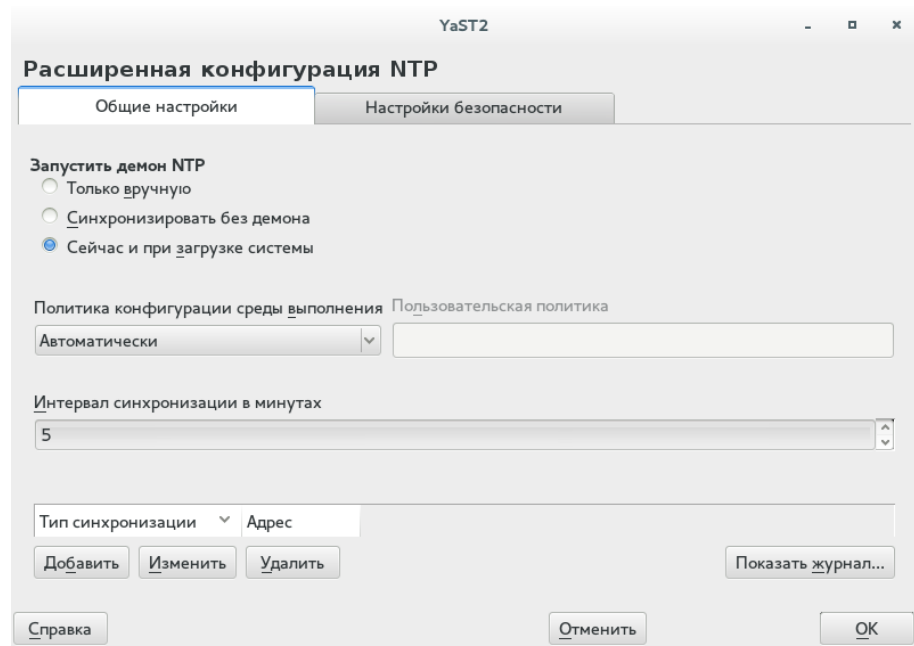 YaST2
Расширенная конфигурация NTP
Общие настройки Настройки безопасности
Запустить демон NTP
Только вручную
Синхронизировать без демона
Сейчас и при загрузке системы
Политика конфигурации среды выполнения Пользовательская политика
Автоматически
Интервал синхронизации в минутах
5
Тип синхронизации Адрес
Добавить Изменить Удалить Показать журнал...
Справка Отменить OK